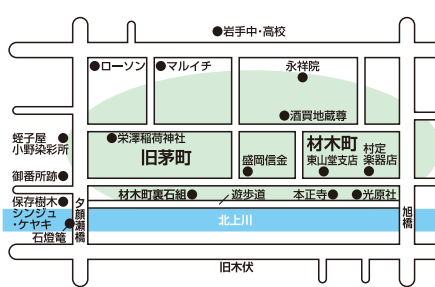 岩手中・高校
ローソン
マルイチ
永祥院
酒買地蔵尊
蛭子屋
小野染彩所
栄澤稲荷神社
旧茅町
盛岡信金
材木町
東山堂支店
村定
楽器店
御番所跡
保存樹木
シンジュ
・ケヤキ
石燈篭
夕顔瀬橋
材木町裏石組
遊歩道
本正寺
光原社
旭橋
北上川
旧木伏